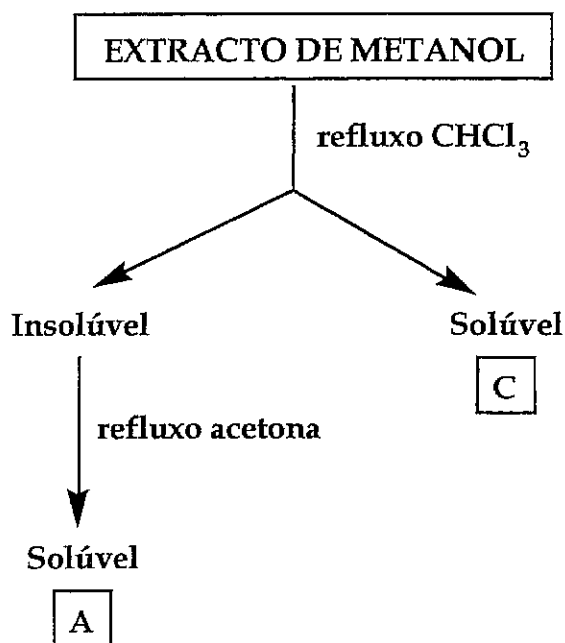 EXTRACTO DE METANOL
refluxo CHCl₃
Insolúvel
Solúvel
C
refluxo acetona
Solúvel
A